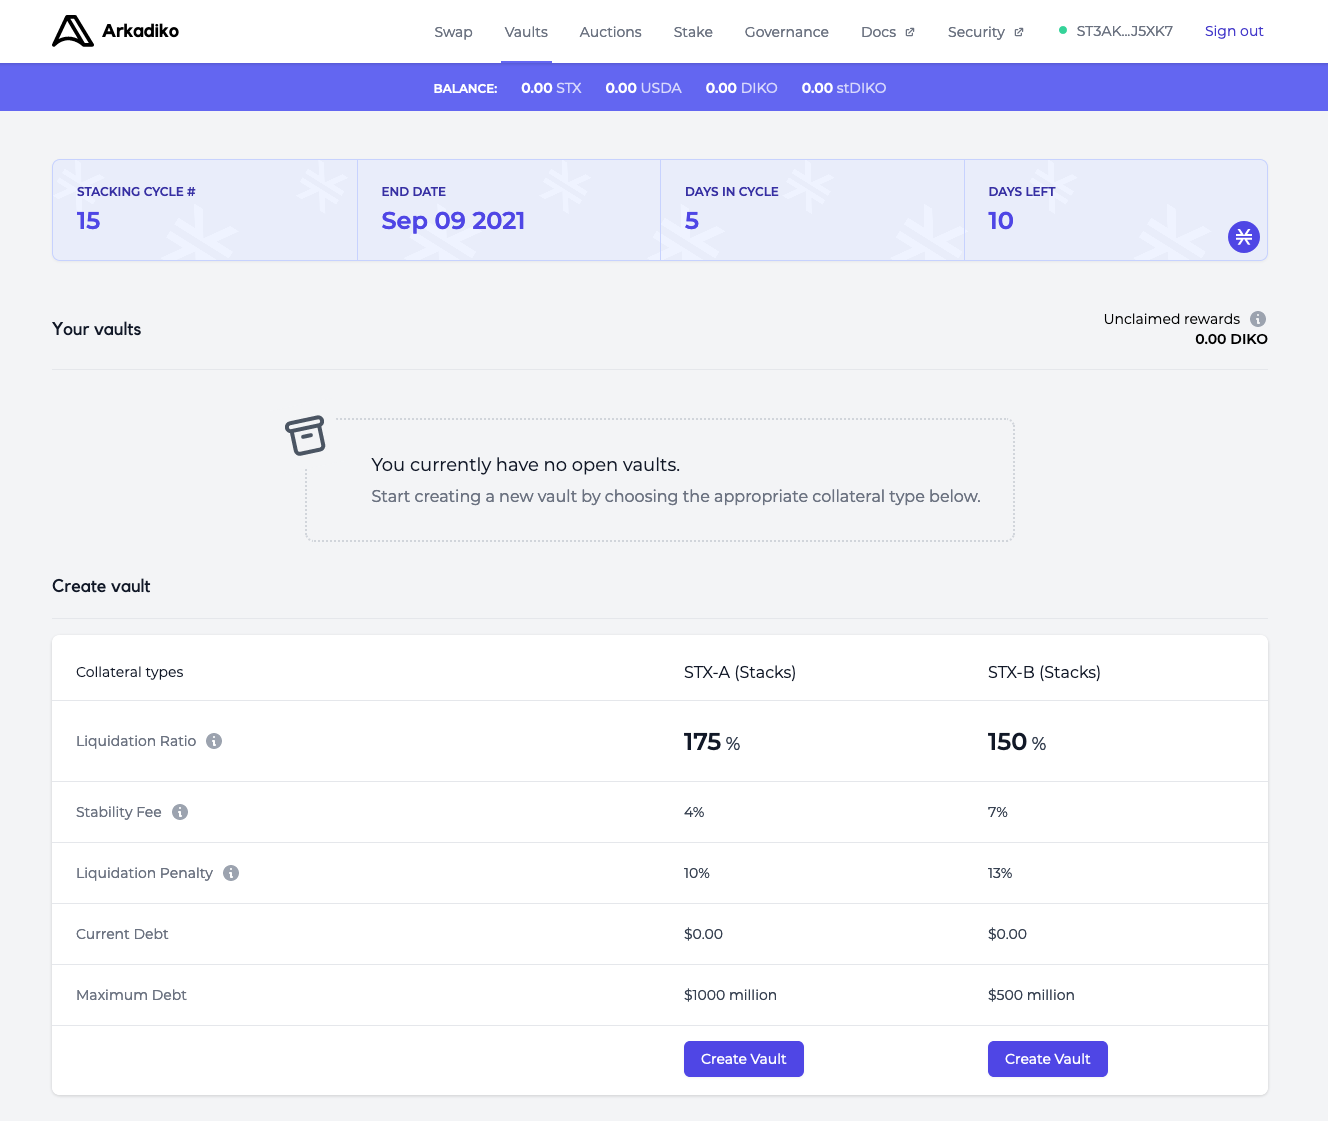 Arkadiko
Swap Vaults Auctions Stake Governance Docs Security ST3AK...J5XK7 Sign out
BALANCE: 0.00 STX 0.00 USDA 0.00 DIKO 0.00 stDIKO
STACKING CYCLE # END DATE DAYS IN CYCLE DAYS LEFT
15 Sep 09 2021 5 10
Your vaults
Unclaimed rewards
0.00 DIKO
You currently have no open vaults.
Start creating a new vault by choosing the appropriate collateral type below.
Create vault
Collateral types STX-A (Stacks) STX-B (Stacks)
Liquidation Ratio 175 % 150 %
Stability Fee 4% 7%
Liquidation Penalty 10% 13%
Current Debt $0.00 $0.00
Maximum Debt $1000 million $500 million
Create Vault Create Vault